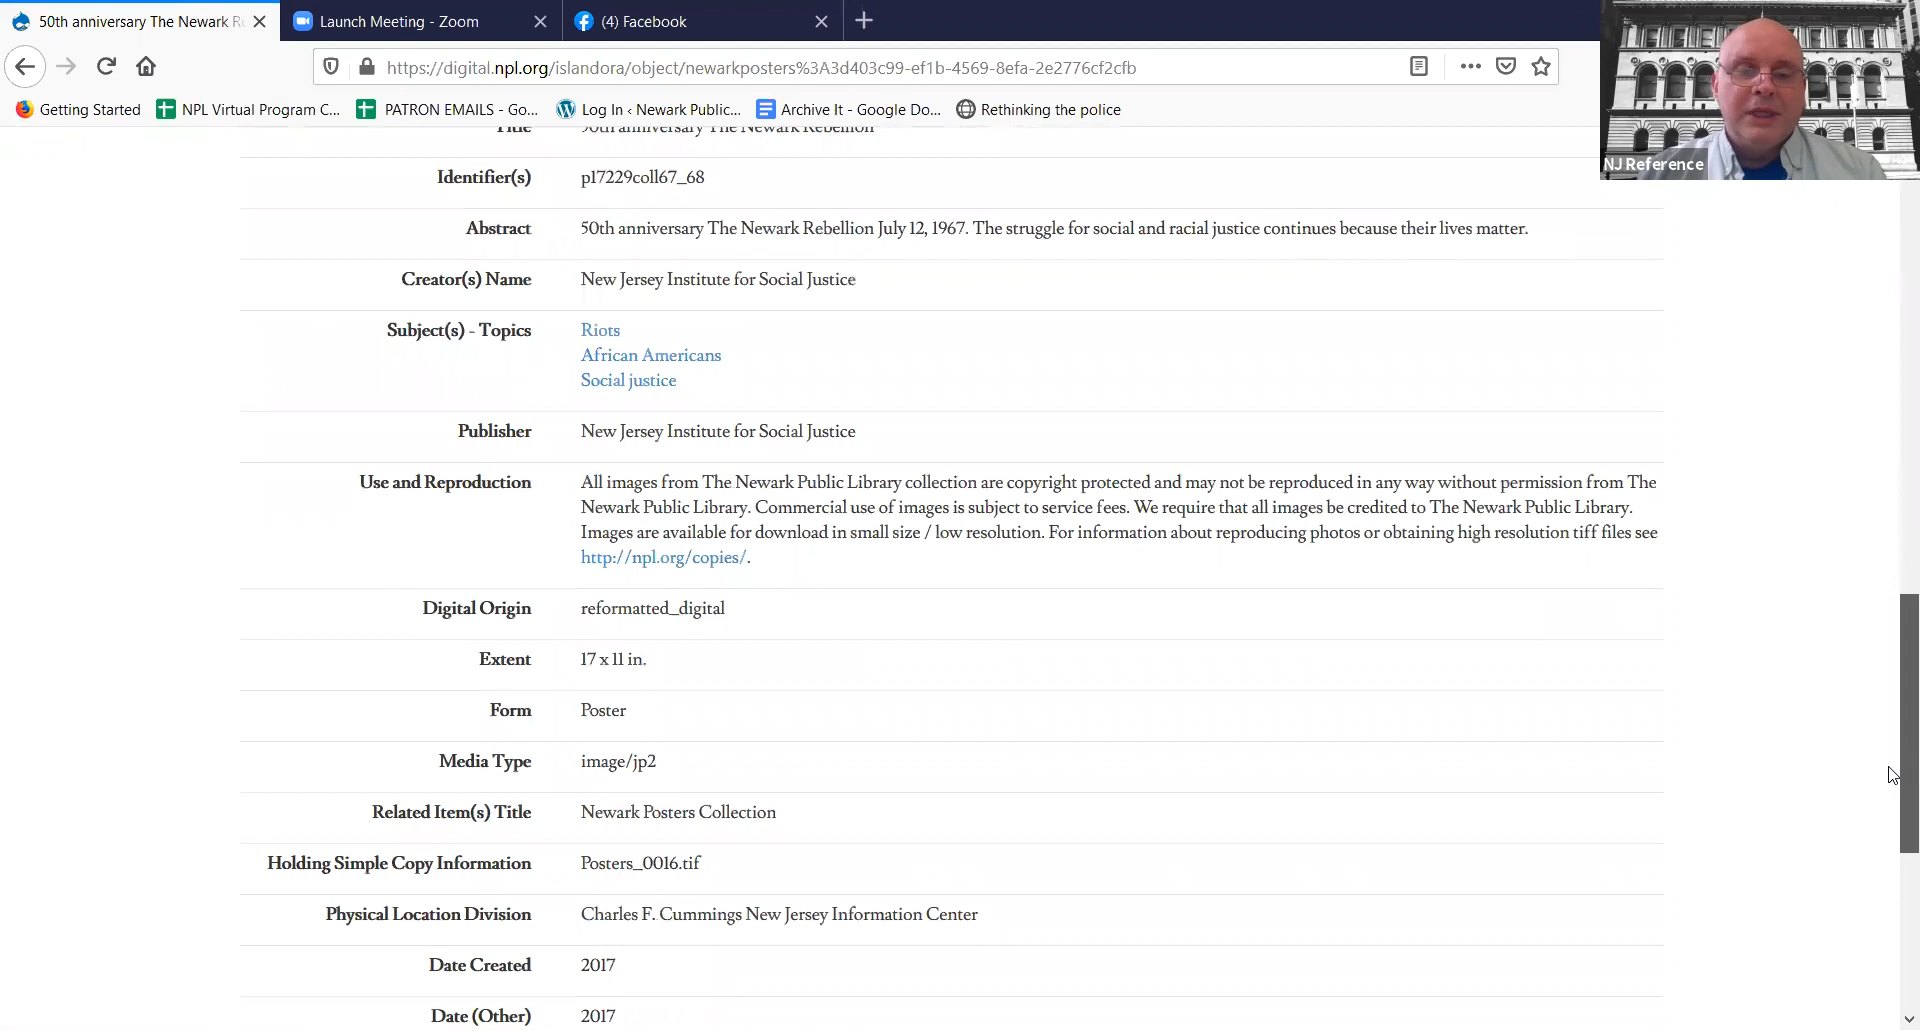 50th anniversary The Newark R
Launch Meeting - Zoom
(4) Facebook
https://digital.npl.org/islandora/object/newarkposters%3A3d403c99-ef1b-4569-8efa-2e2776cf2cfb
Getting Started
NPL Virtual Program C...
PATRON EMAILS - Go...
Log In ‹ Newark Public...
Archive It - Google Do...
Rethinking the police
NJ Reference
Title 50th anniversary The Newark Rebellion
Identifier(s) p17229coll67_68
Abstract 50th anniversary The Newark Rebellion July 12, 1967. The struggle for social and racial justice continues because their lives matter.
Creator(s) Name New Jersey Institute for Social Justice
Subject(s) - Topics Riots
African Americans
Social justice
Publisher New Jersey Institute for Social Justice
Use and Reproduction All images from The Newark Public Library collection are copyright protected and may not be reproduced in any way without permission from The
Newark Public Library. Commercial use of images is subject to service fees. We require that all images be credited to The Newark Public Library.
Images are available for download in small size / low resolution. For information about reproducing photos or obtaining high resolution tiff files see
http://npl.org/copies/.
Digital Origin reformatted_digital
Extent 17 x 11 in.
Form Poster
Media Type image/jp2
Related Item(s) Title Newark Posters Collection
Holding Simple Copy Information Posters_0016.tif
Physical Location Division Charles F. Cummings New Jersey Information Center
Date Created 2017
Date (Other) 2017